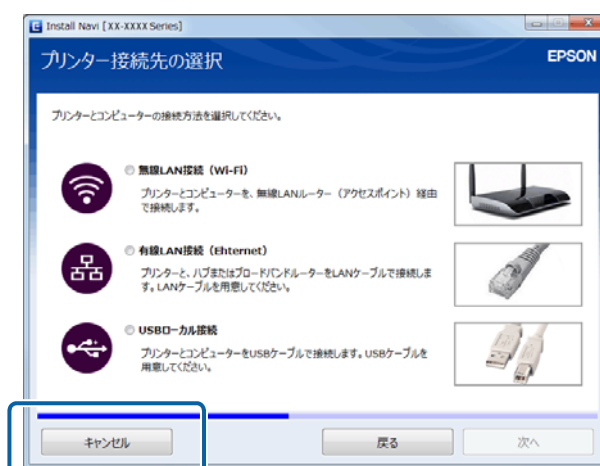 Install Navi [XX-XXXX Series]
プリンター接続先の選択
EPSON
プリンターとコンピューターの接続方法を選択してください。
無線LAN接続（Wi-Fi）
プリンターとコンピューターを、無線LANルーター（アクセスポイント）経由
で接続します。
有線LAN接続（Ehternet）
プリンターと、ハブまたはブロードバンドルーターをLANケーブルで接続しま
す。LANケーブルを用意してください。
USBローカル接続
プリンターとコンピューターをUSBケーブルで接続します。USBケーブルを
用意してください。
キャンセル
戻る
次へ